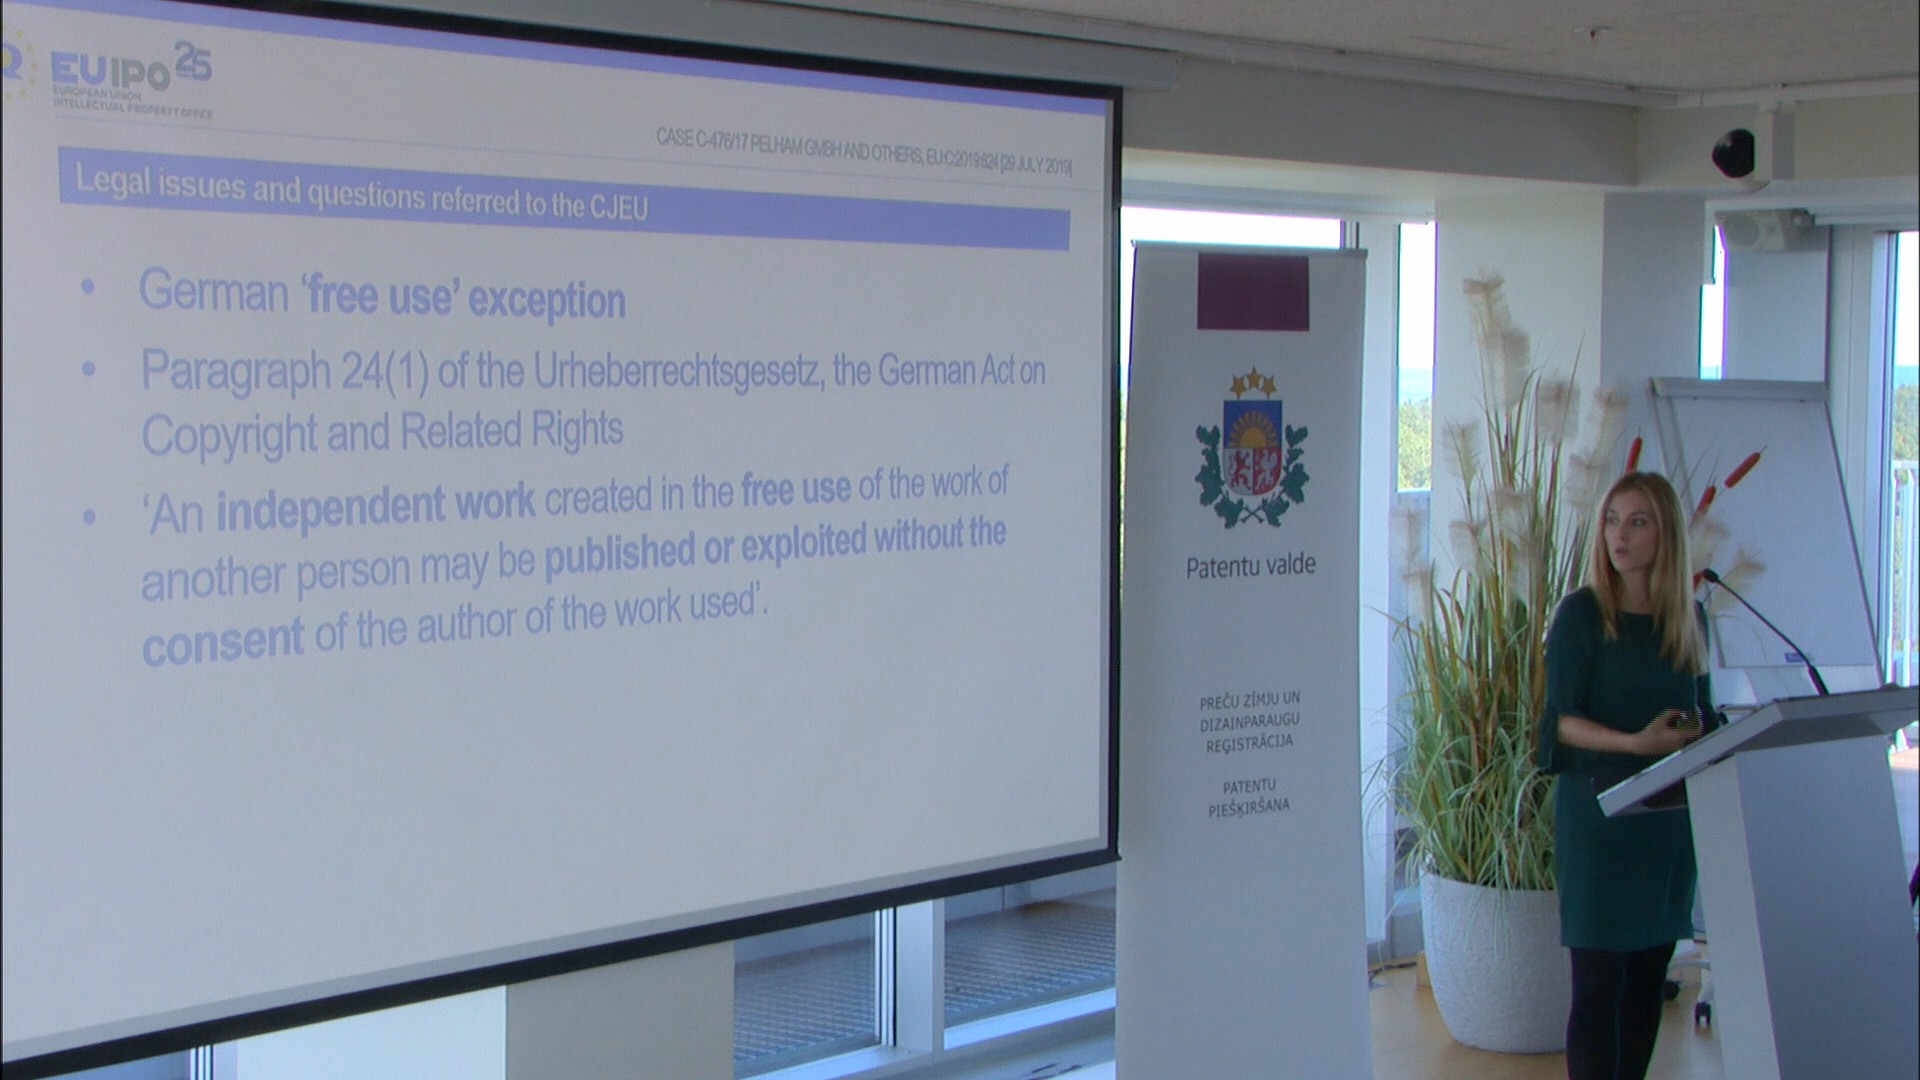 EUIPO 25
EUROPEAN UNION
INTELLECTUAL PROPERTY OFFICE
CASE C-476/17 PELHAM GMBH AND OTHERS, EU:C:2019:624 [29 JULY 2019]
Legal issues and questions referred to the CJEU
• German ‘free use’ exception
• Paragraph 24(1) of the Urheberrechtsgesetz, the German Act on
Copyright and Related Rights
• ‘An independent work created in the free use of the work of
another person may be published or exploited without the
consent of the author of the work used’.
Patentu valde
PREČU ZĪMJU UN
DIZAINPARAUGU
REĢISTRĀCIJA
PATENTU
PIEŠĶIRŠANA